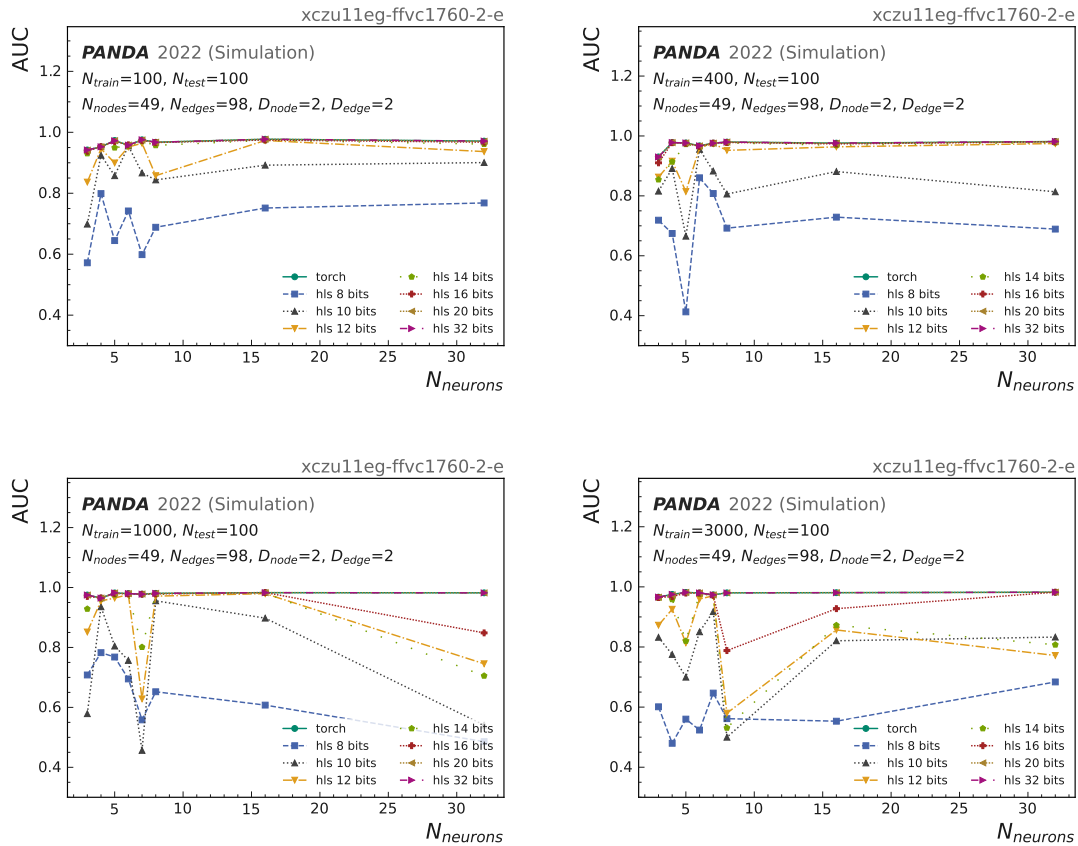 xczu11eg-ffvc1760-2-e
AUC
PANDA 2022 (Simulation)
N_train=100, N_test=100
N_nodes=49, N_edges=98, D_node=2, D_edge=2
1.2
1.0
0.8
0.6
0.4
torch
hls 8 bits
hls 10 bits
hls 12 bits
hls 14 bits
hls 16 bits
hls 20 bits
hls 32 bits
5 10 15 20 25 30
N_neurons
xczu11eg-ffvc1760-2-e
AUC
PANDA 2022 (Simulation)
N_train=400, N_test=100
N_nodes=49, N_edges=98, D_node=2, D_edge=2
1.2
1.0
0.8
0.6
0.4
torch
hls 8 bits
hls 10 bits
hls 12 bits
hls 14 bits
hls 16 bits
hls 20 bits
hls 32 bits
5 10 15 20 25 30
N_neurons
xczu11eg-ffvc1760-2-e
AUC
PANDA 2022 (Simulation)
N_train=1000, N_test=100
N_nodes=49, N_edges=98, D_node=2, D_edge=2
1.2
1.0
0.8
0.6
0.4
torch
hls 8 bits
hls 10 bits
hls 12 bits
hls 14 bits
hls 16 bits
hls 20 bits
hls 32 bits
5 10 15 20 25 30
N_neurons
xczu11eg-ffvc1760-2-e
AUC
PANDA 2022 (Simulation)
N_train=3000, N_test=100
N_nodes=49, N_edges=98, D_node=2, D_edge=2
1.2
1.0
0.8
0.6
0.4
torch
hls 8 bits
hls 10 bits
hls 12 bits
hls 14 bits
hls 16 bits
hls 20 bits
hls 32 bits
5 10 15 20 25 30
N_neurons